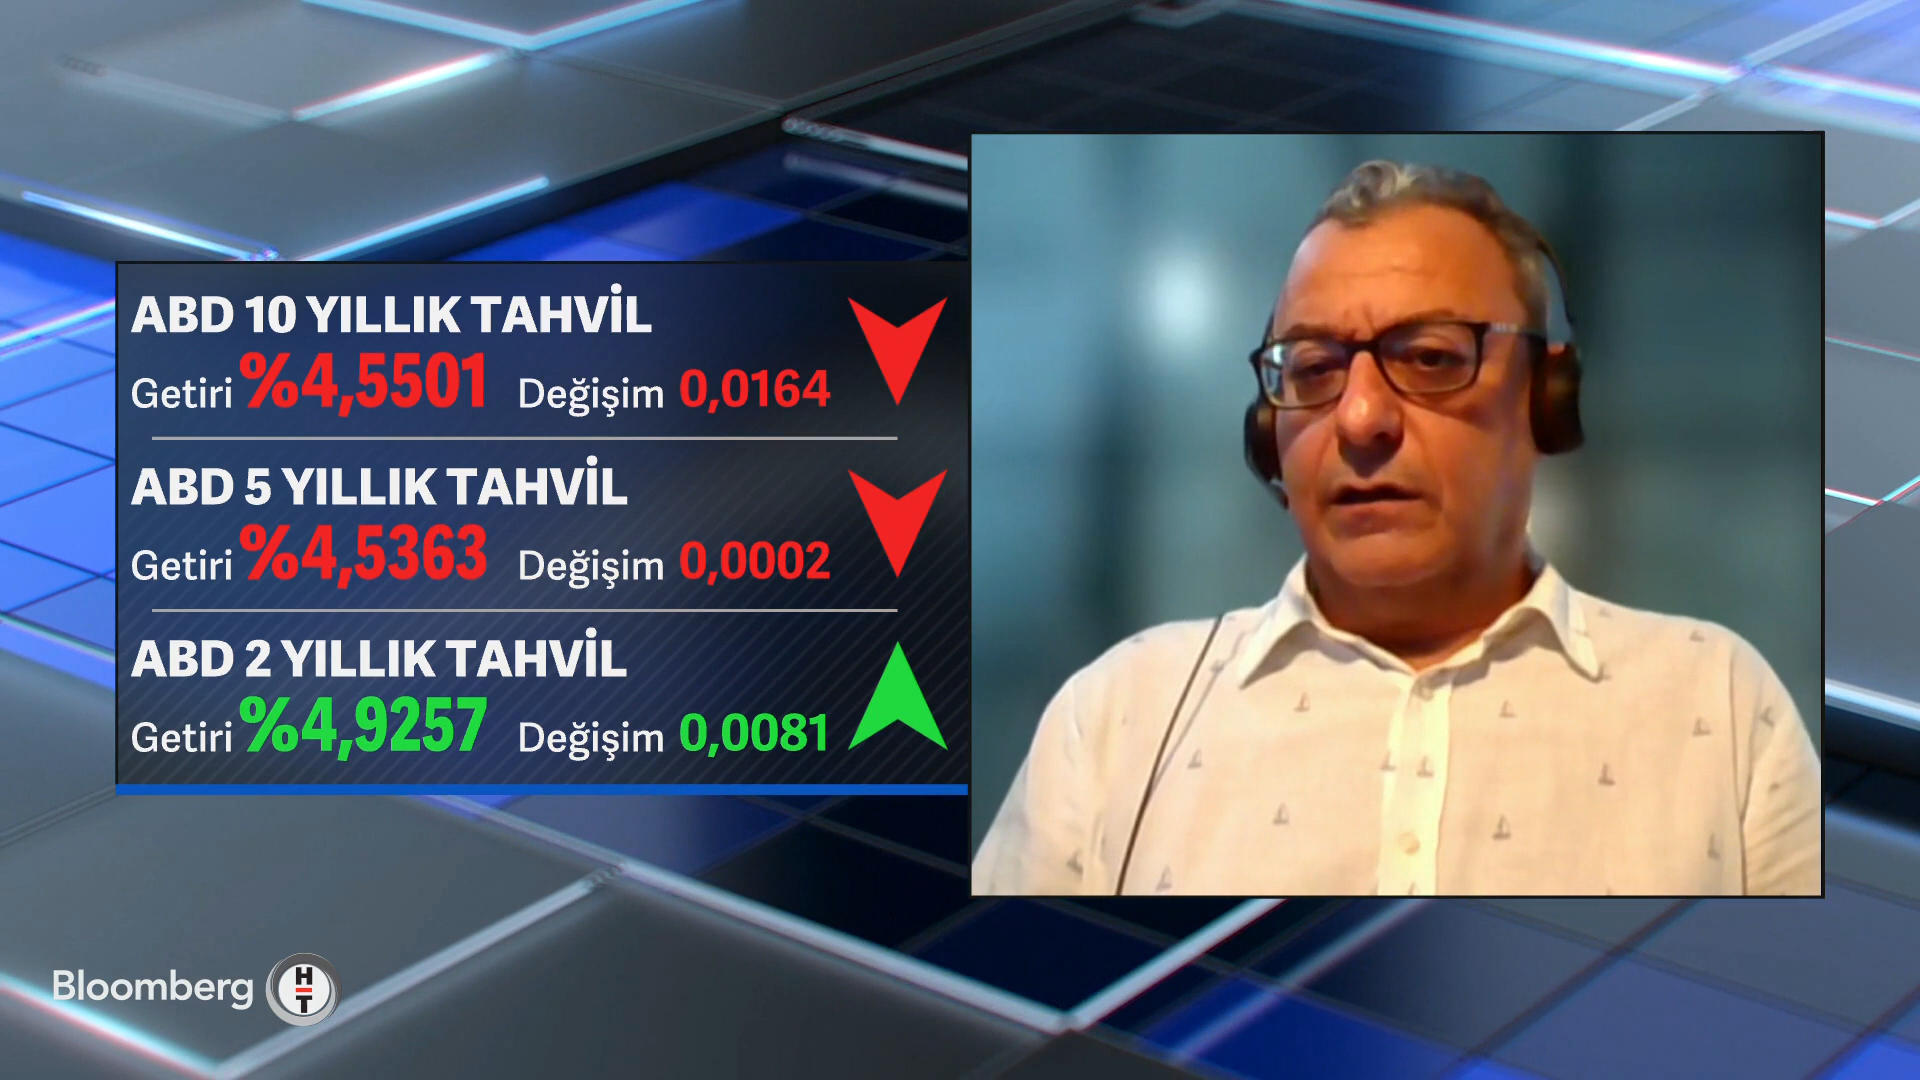 ABD 10 YILLIK TAHVİL
Getiri %4,5501 Değişim 0,0164
ABD 5 YILLIK TAHVİL
Getiri %4,5363 Değişim 0,0002
ABD 2 YILLIK TAHVİL
Getiri %4,9257 Değişim 0,0081
Bloomberg HT